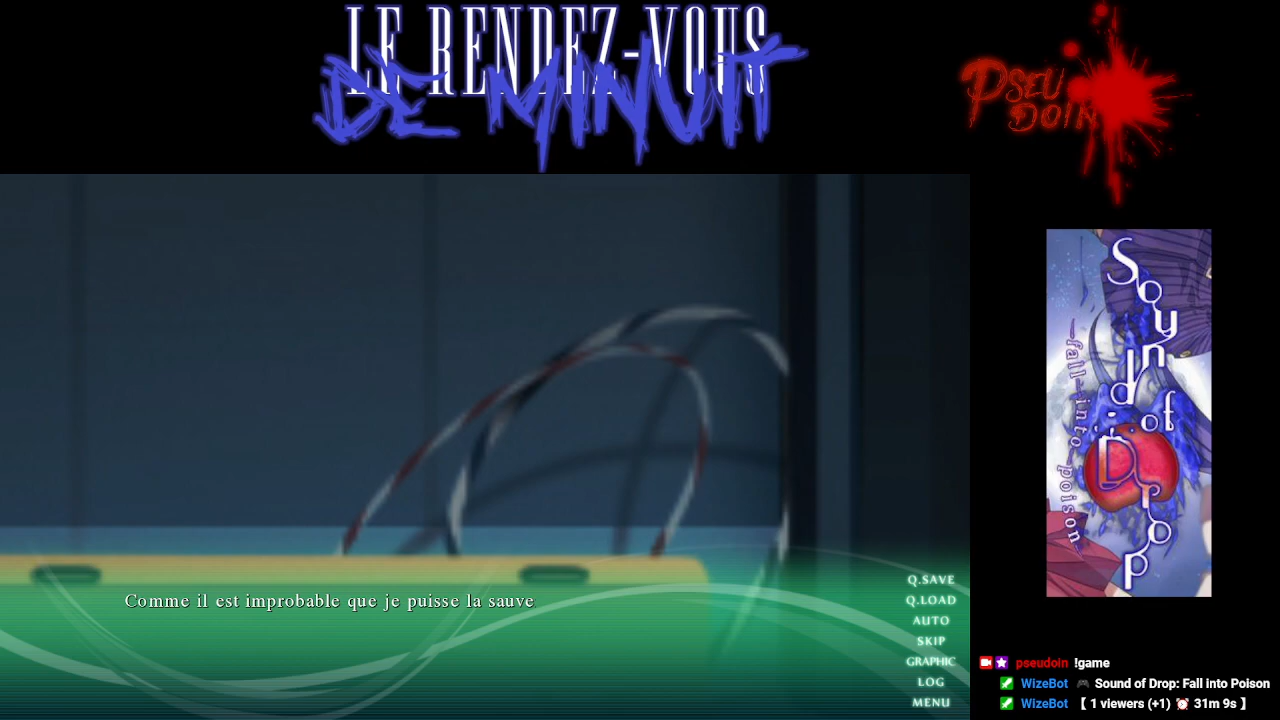 LE RENDEZ-VOUS
DE MINUIT
PSEU
DOIN
Sound of Drop
-fall into poison-
Comme il est improbable que je puisse la sauve
Q.SAVE
Q.LOAD
AUTO
SKIP
GRAPHIC
LOG
MENU
pseudoin !game
WizeBot 🎮 Sound of Drop: Fall into Poison
WizeBot 【 1 viewers (+1) ⏰ 31m 9s 】